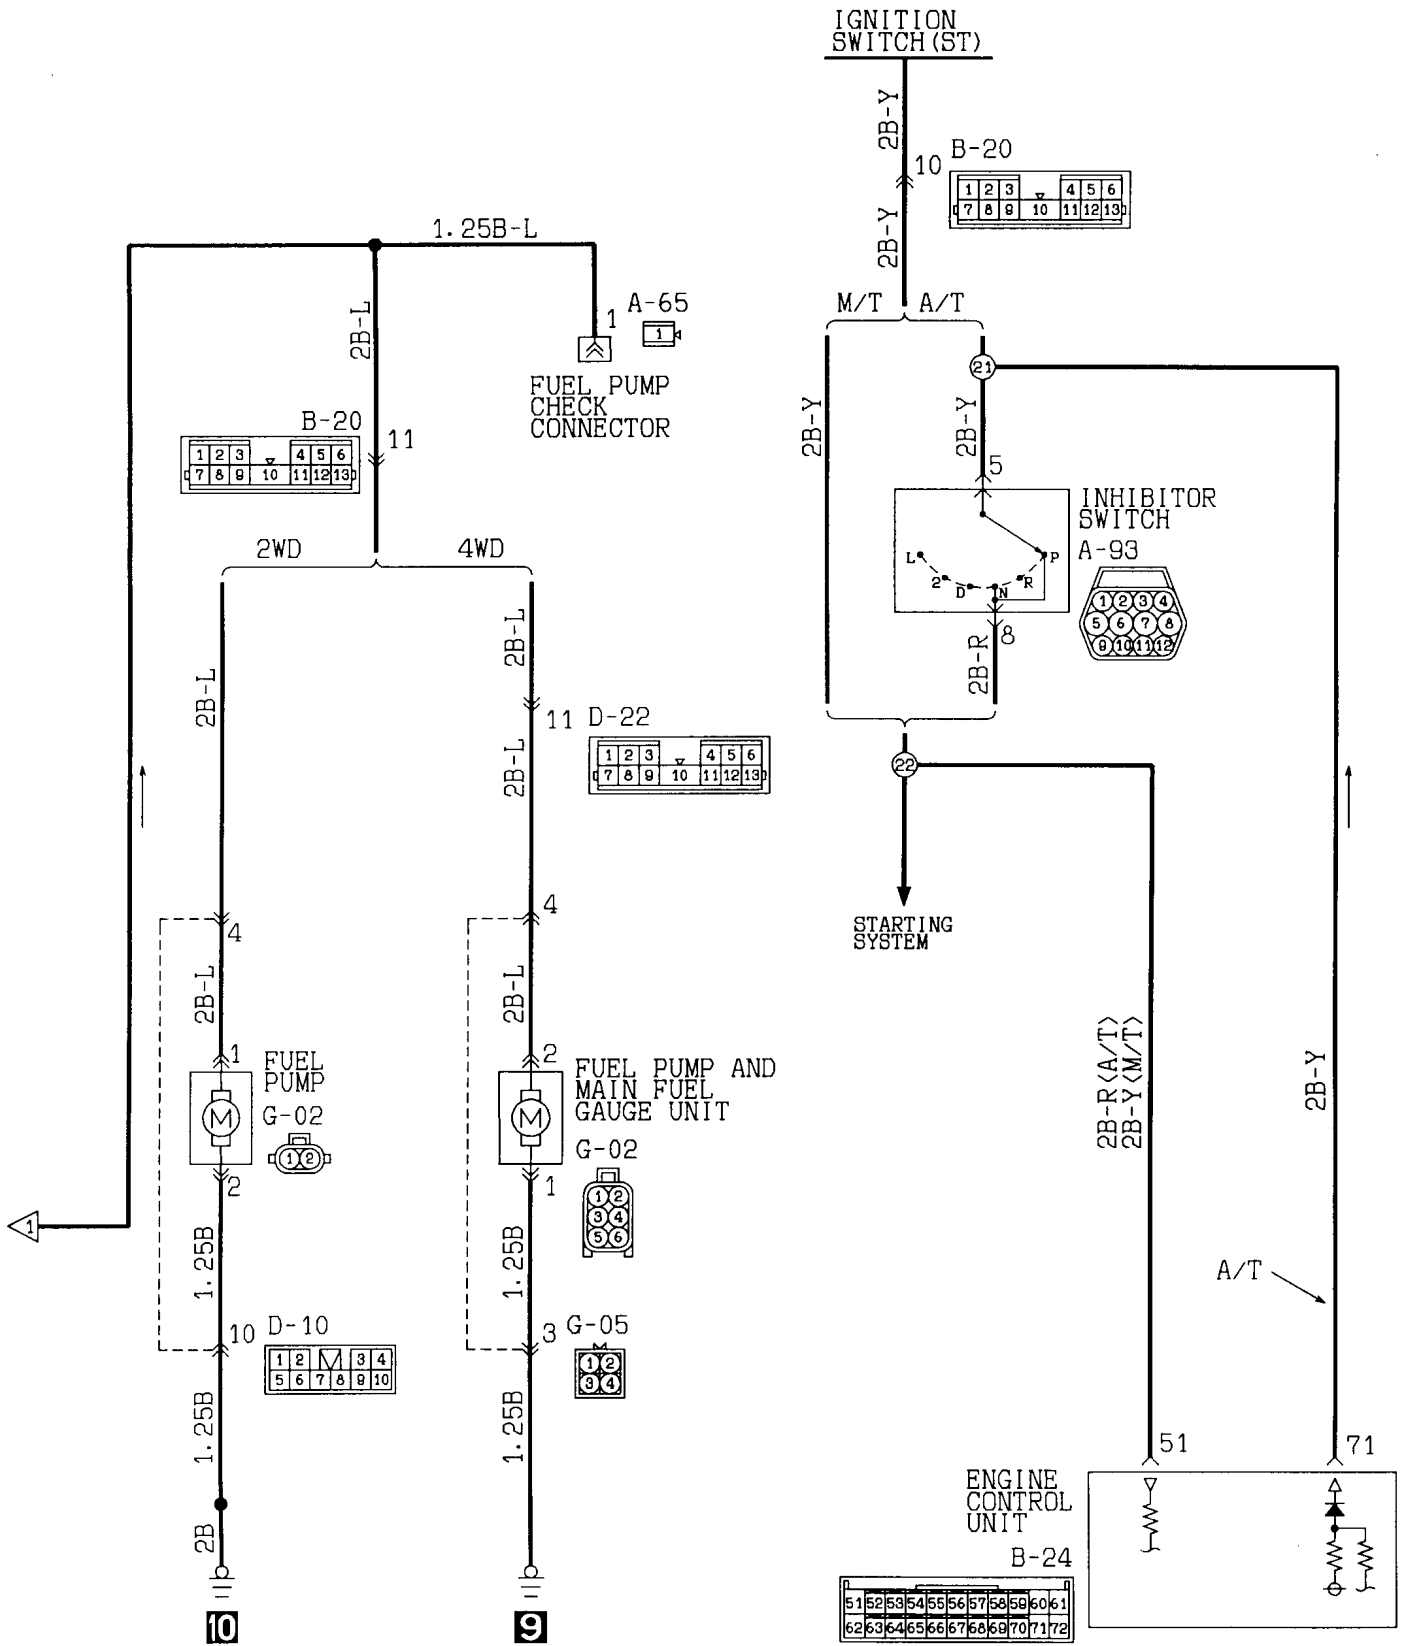 IGNITION
SWITCH(ST)
2B-Y
10
B-20
1 2 3 4 5 6
7 8 9 10 11 12 13
2B-Y
1.25B-L
M/T A/T
2B-L
1
A-65
1
FUEL PUMP
CHECK
CONNECTOR
21
2B-Y
2B-Y
B-20
11
1 2 3 4 5 6
7 8 9 10 11 12 13
5
INHIBITOR
SWITCH
A-93
L 2 D N R P
1 2 3 4
5 6 7 8
9 10 11 12
8
2B-R
2WD 4WD
2B-L
2B-L
11 D-22
1 2 3 4 5 6
7 8 9 10 11 12 13
2B-L
22
STARTING
SYSTEM
4
4
2B-L
2B-L
1
FUEL
PUMP
G-02
1 2
M
2
2
FUEL PUMP AND
MAIN FUEL
GAUGE UNIT
G-02
1 2
3 4
5 6
M
1
2B-R<A/T>
2B-Y<M/T>
2B-Y
1
1.25B
1.25B
A/T
10 D-10
1 2 3 4
5 6 7 8 9 10
3 G-05
1 2
3 4
1.25B
1.25B
51
71
ENGINE
CONTROL
UNIT
B-24
51 52 53 54 55 56 57 58 59 60 61
62 63 64 65 66 67 68 69 70 71 72
2B
10
9